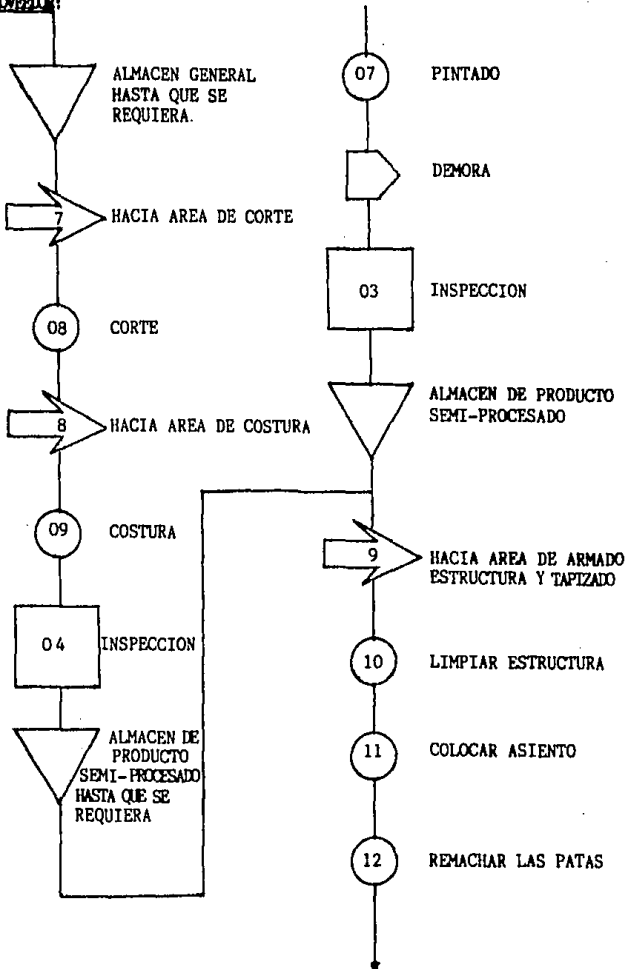 ALMACEN GENERAL
HASTA QUE SE
REQUIERA.
7
HACIA AREA DE CORTE
08
CORTE
8
HACIA AREA DE COSTURA
09
COSTURA
04
INSPECCION
ALMACEN DE
PRODUCTO
SEMI-PROCESADO
HASTA QUE SE
REQUIERA
07
PINTADO
DEMORA
03
INSPECCION
ALMACEN DE PRODUCTO
SEMI-PROCESADO
9
HACIA AREA DE ARMADO
ESTRUCTURA Y TAPIZADO
10
LIMPIAR ESTRUCTURA
11
COLOCAR ASIENTO
12
REMACHAR LAS PATAS